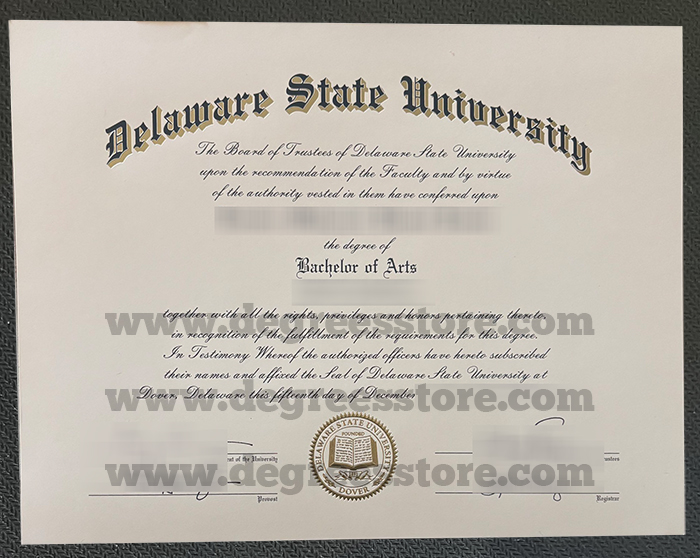 Delaware State University
The Board of Trustees of Delaware State University
upon the recommendation of the Faculty and by virtue
of the authority vested in them have conferred upon
the degree of
Bachelor of Arts
together with all the rights, privileges and honors pertaining thereto,
www.degreesstore.com
in recognition of the fulfillment of the requirements for this degree.
In Testimony Whereof the authorized officers have hereto subscribed
their names and affixed the Seal of Delaware State University at
Dover, Delaware this fifteenth day of December
www.degreesstore.com
DELAWARE STATE UNIVERSITY
FOUNDED
DOVER
of the University
www.degreesstore.com
Provost
Registrar